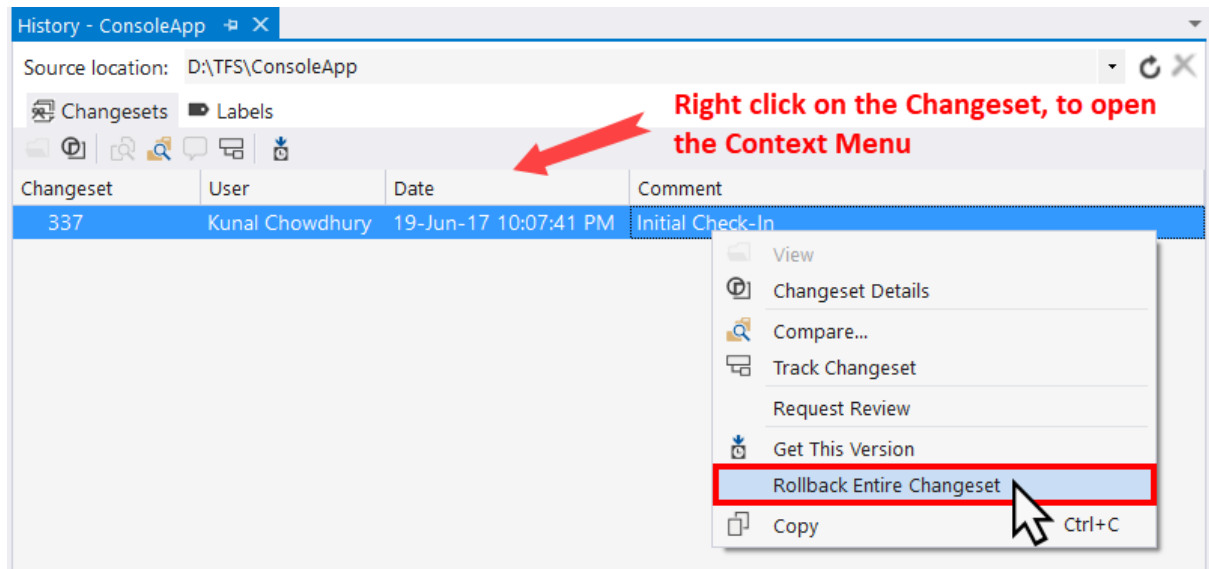 History - ConsoleApp
Source location: D:\TFS\ConsoleApp
Changesets Labels
Right click on the Changeset, to open
the Context Menu
Changeset User Date Comment
337 Kunal Chowdhury 19-Jun-17 10:07:41 PM Initial Check-In
View
Changeset Details
Compare...
Track Changeset
Request Review
Get This Version
Rollback Entire Changeset
Copy Ctrl+C